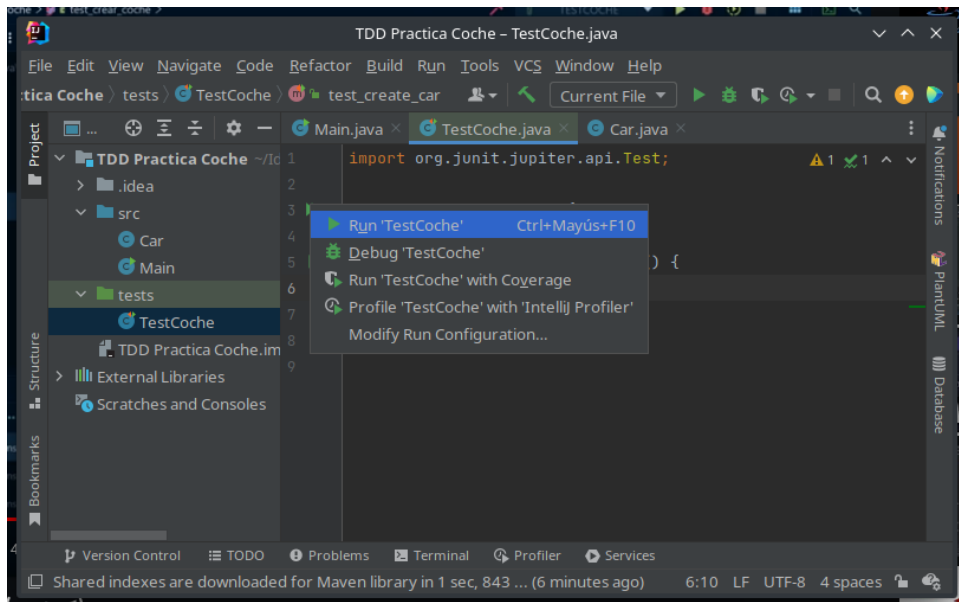 test_crear_coche
TESTCOCHE
TDD Practica Coche – TestCoche.java
File Edit View Navigate Code Refactor Build Run Tools VCS Window Help
tica Coche tests TestCoche test_create_car Current File
Project
... Main.java TestCoche.java Car.java
TDD Practica Coche ~/Id
.idea
src
Car
Main
tests
TestCoche
TDD Practica Coche.im
External Libraries
Scratches and Consoles
1 import org.junit.jupiter.api.Test; 1 1
2
3
4
5 ) {
6
7
8
9
Run 'TestCoche' Ctrl+Mayús+F10
Debug 'TestCoche'
Run 'TestCoche' with Coverage
Profile 'TestCoche' with 'IntelliJ Profiler'
Modify Run Configuration...
Notifications
PlantUML
Database
Structure
Bookmarks
Version Control TODO Problems Terminal Profiler Services
Shared indexes are downloaded for Maven library in 1 sec, 843 ... (6 minutes ago) 6:10 LF UTF-8 4 spaces